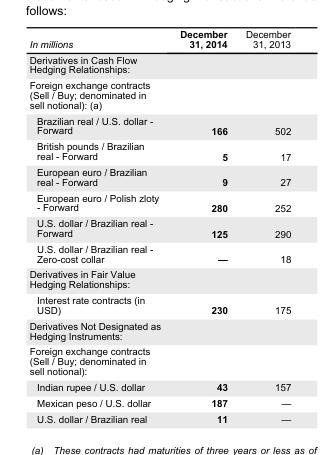 follows:
December December
In millions 31, 2014 31, 2013
Derivatives in Cash Flow
Hedging Relationships:
Foreign exchange contracts
(Sell / Buy; denominated in
sell notional): (a)
Brazilian real / U.S. dollar -
Forward 166 502
British pounds / Brazilian
real - Forward 5 17
European euro / Brazilian
real - Forward 9 27
European euro / Polish zloty
- Forward 280 252
U.S. dollar / Brazilian real -
Forward 125 290
U.S. dollar / Brazilian real -
Zero-cost collar — 18
Derivatives in Fair Value
Hedging Relationships:
Interest rate contracts (in
USD) 230 175
Derivatives Not Designated as
Hedging Instruments:
Foreign exchange contracts
(Sell / Buy; denominated in
sell notional):
Indian rupee / U.S. dollar 43 157
Mexican peso / U.S. dollar 187 —
U.S. dollar / Brazilian real 11 —
(a) These contracts had maturities of three years or less as of